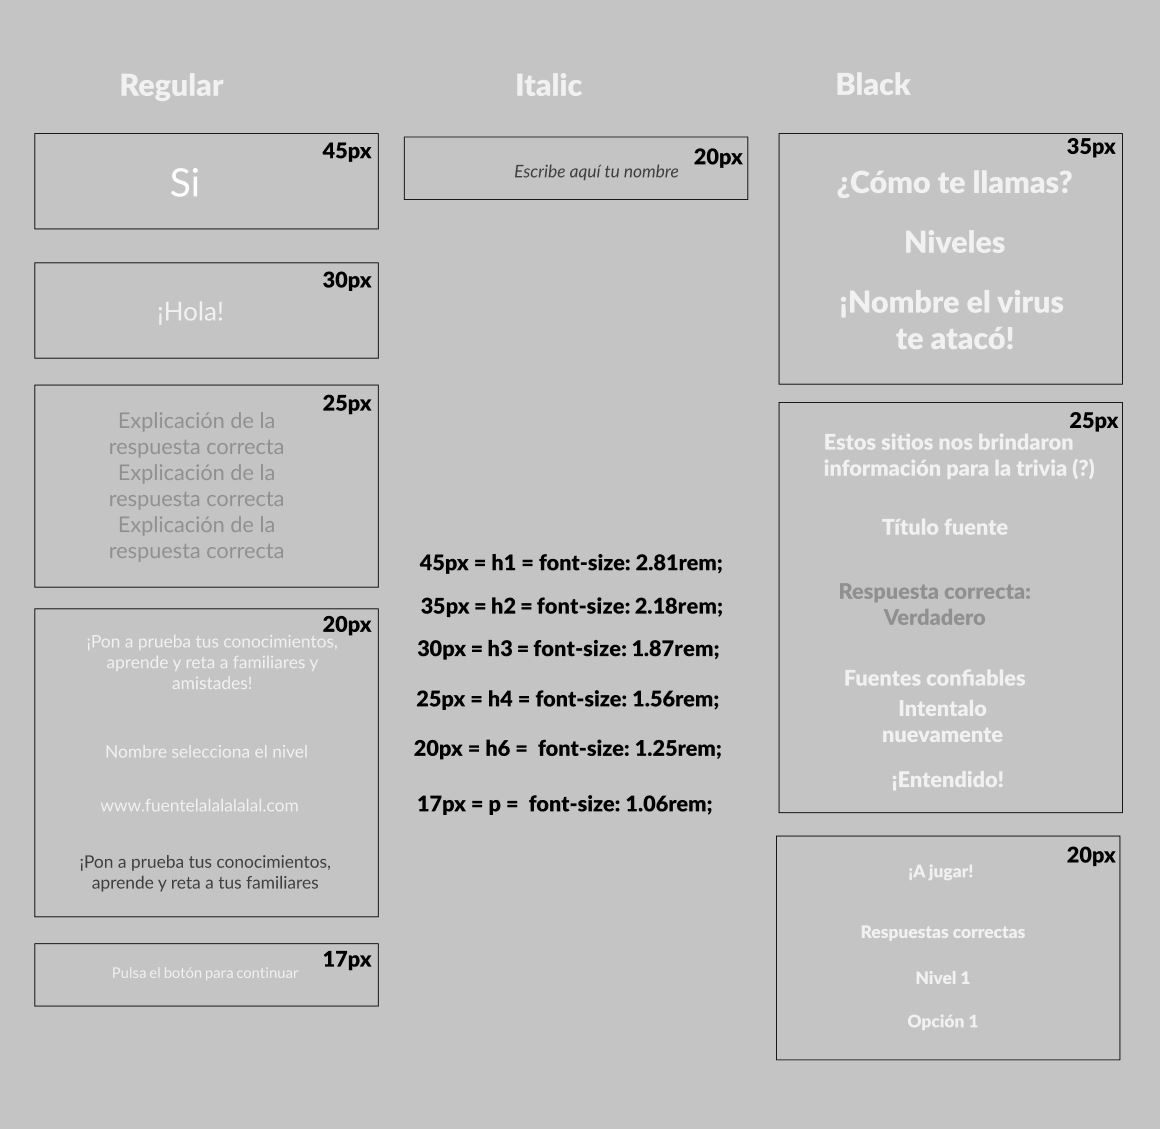 Regular
45px
Si
30px
¡Hola!
25px
Explicación de la
respuesta correcta
Explicación de la
respuesta correcta
Explicación de la
respuesta correcta
20px
¡Pon a prueba tus conocimientos,
aprende y reta a familiares y
amistades!
Nombre selecciona el nivel
www.fuentelalalalalal.com
¡Pon a prueba tus conocimientos,
aprende y reta a tus familiares
17px
Pulsa el botón para continuar
Italic
20px
Escribe aquí tu nombre
45px = h1 = font-size: 2.81rem;
35px = h2 = font-size: 2.18rem;
30px = h3 = font-size: 1.87rem;
25px = h4 = font-size: 1.56rem;
20px = h6 = font-size: 1.25rem;
17px = p = font-size: 1.06rem;
Black
35px
¿Cómo te llamas?
Niveles
¡Nombre el virus
te atacó!
25px
Estos sitios nos brindaron
información para la trivia (?)
Título fuente
Respuesta correcta:
Verdadero
Fuentes confiables
Intentalo
nuevamente
¡Entendido!
20px
¡A jugar!
Respuestas correctas
Nivel 1
Opción 1